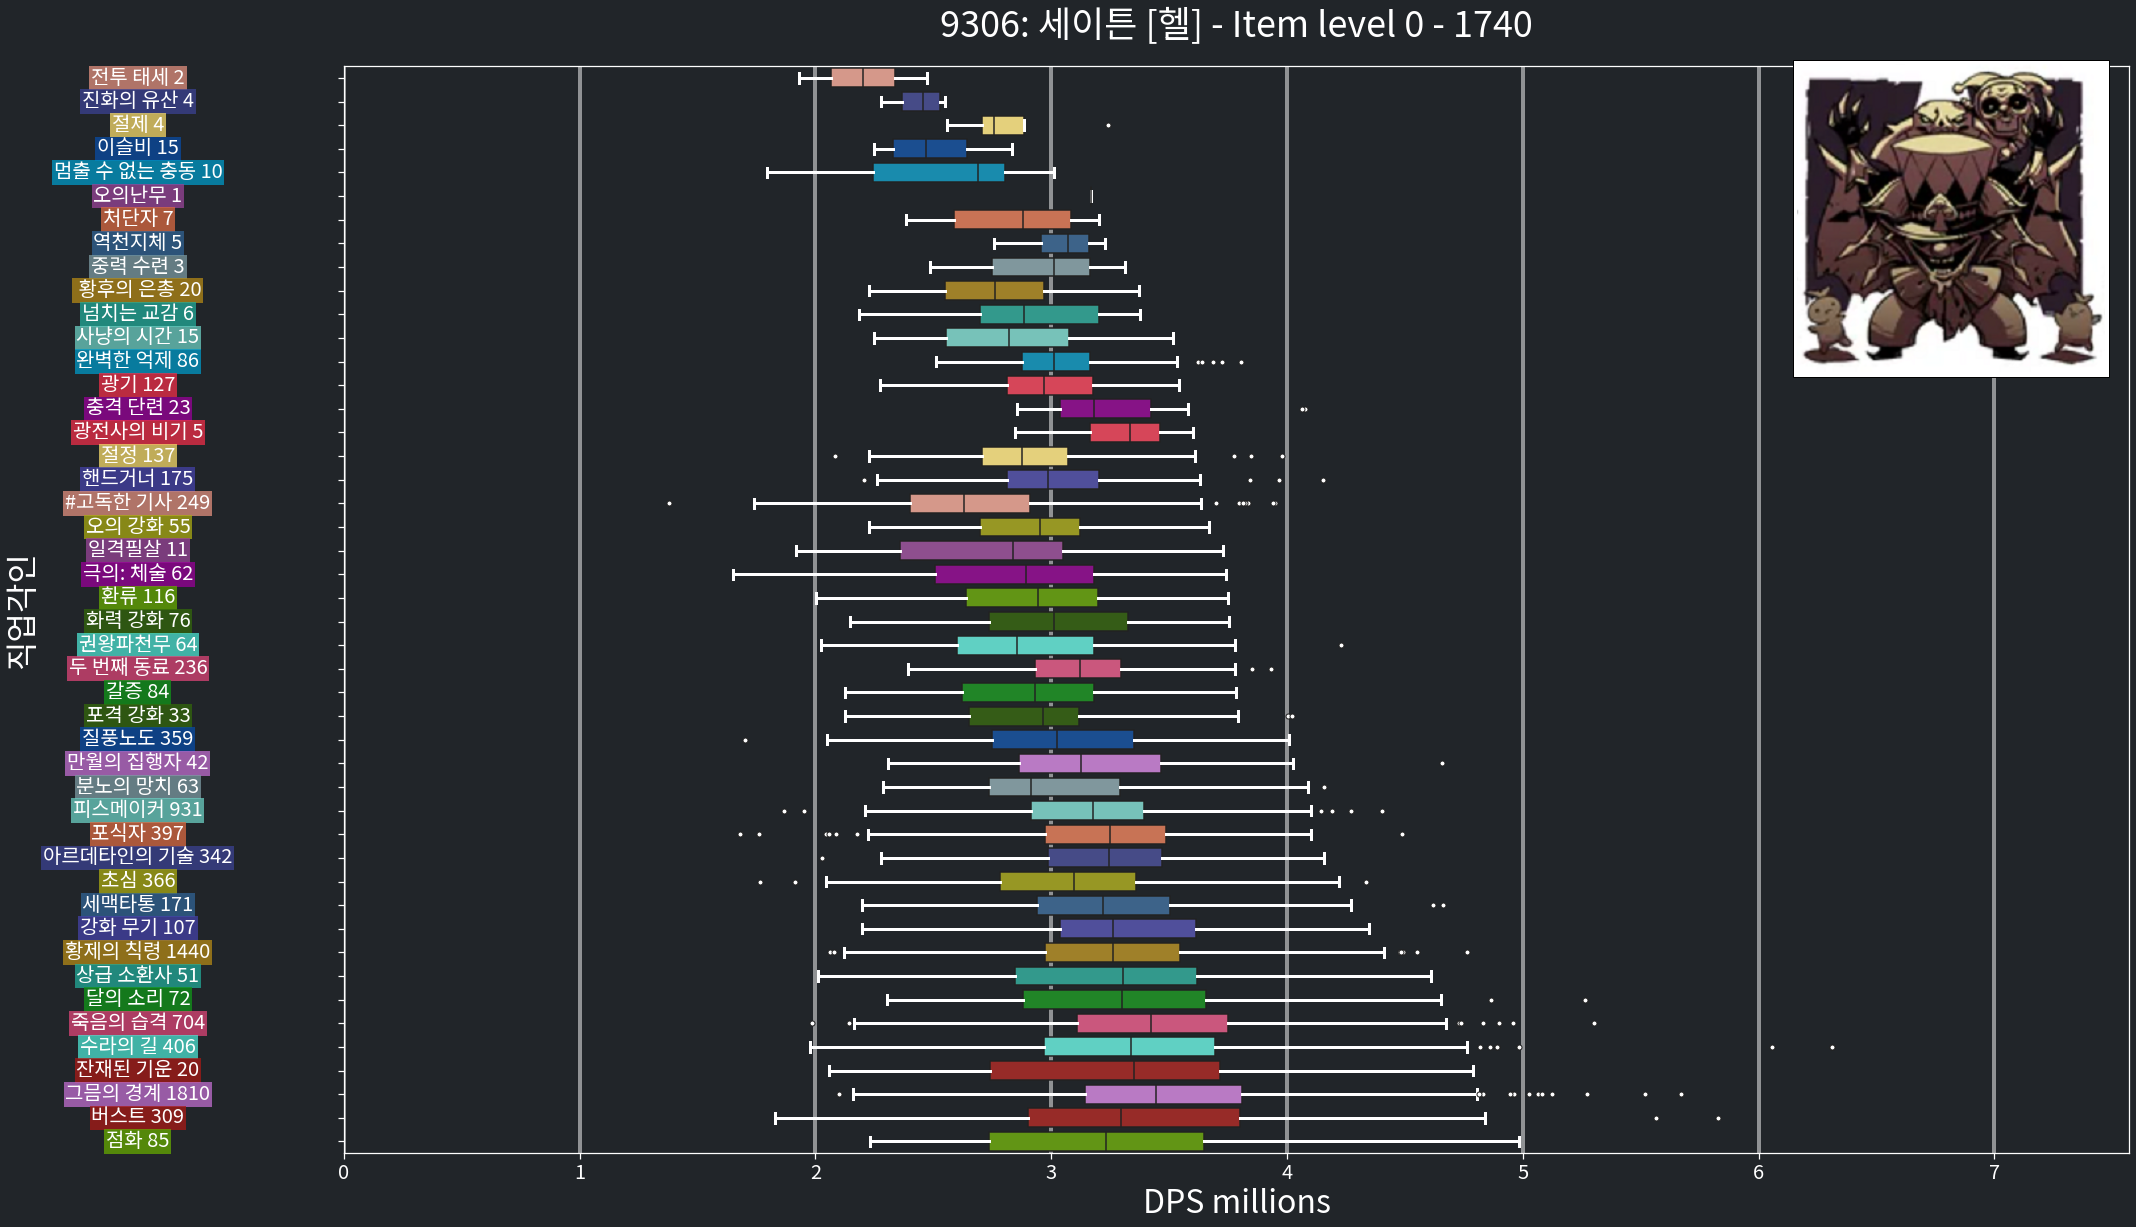 9306: 세이튼 [헬] - Item level 0 - 1740
전투 태세 2
진화의 유산 4
절제 4
이슬비 15
멈출 수 없는 충동 10
오의난무 1
처단자 7
역천지체 5
중력 수련 3
황후의 은총 20
넘치는 교감 6
사냥의 시간 15
완벽한 억제 86
광기 127
충격 단련 23
광전사의 비기 5
절정 137
핸드거너 175
#고독한 기사 249
오의 강화 55
일격필살 11
극의: 체술 62
환류 116
화력 강화 76
권왕파천무 64
두 번째 동료 236
갈증 84
포격 강화 33
질풍노도 359
만월의 집행자 42
분노의 망치 63
피스메이커 931
포식자 397
아르데타인의 기술 342
초심 366
세맥타통 171
강화 무기 107
황제의 칙령 1440
상급 소환사 51
달의 소리 72
죽음의 습격 704
수라의 길 406
잔재된 기운 20
그믐의 경계 1810
버스트 309
점화 85
직업각인
0 1 2 3 4 5 6 7
DPS millions